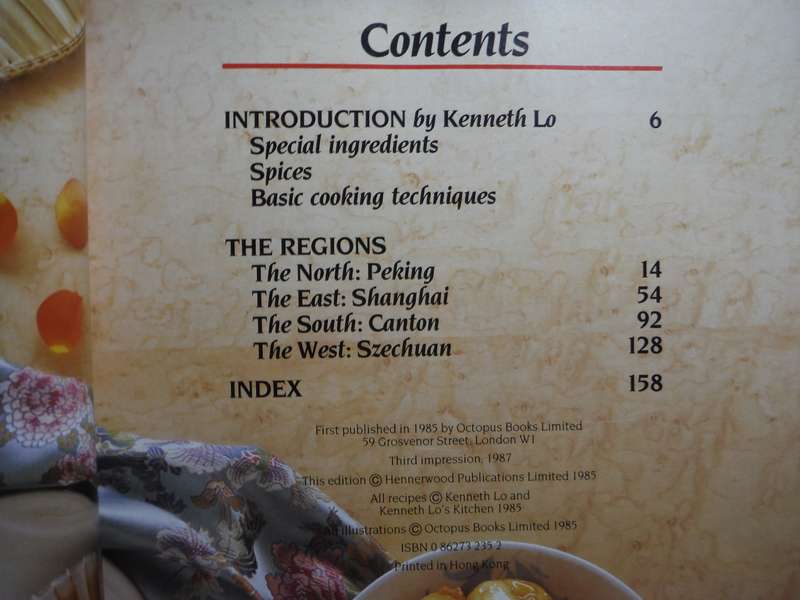 Contents
INTRODUCTION by Kenneth Lo 6
Special ingredients
Spices
Basic cooking techniques
THE REGIONS
The North: Peking 14
The East: Shanghai 54
The South: Canton 92
The West: Szechuan 128
INDEX 158
First published in 1985 by Octopus Books Limited
59 Grosvenor Street, London W1
Third impression, 1987
This edition © Hennerwood Publications Limited 1985
All recipes © Kenneth Lo and
Kenneth Lo's Kitchen 1985
All illustrations © Octopus Books Limited 1985
ISBN 0 86273 235 2
Printed in Hong Kong